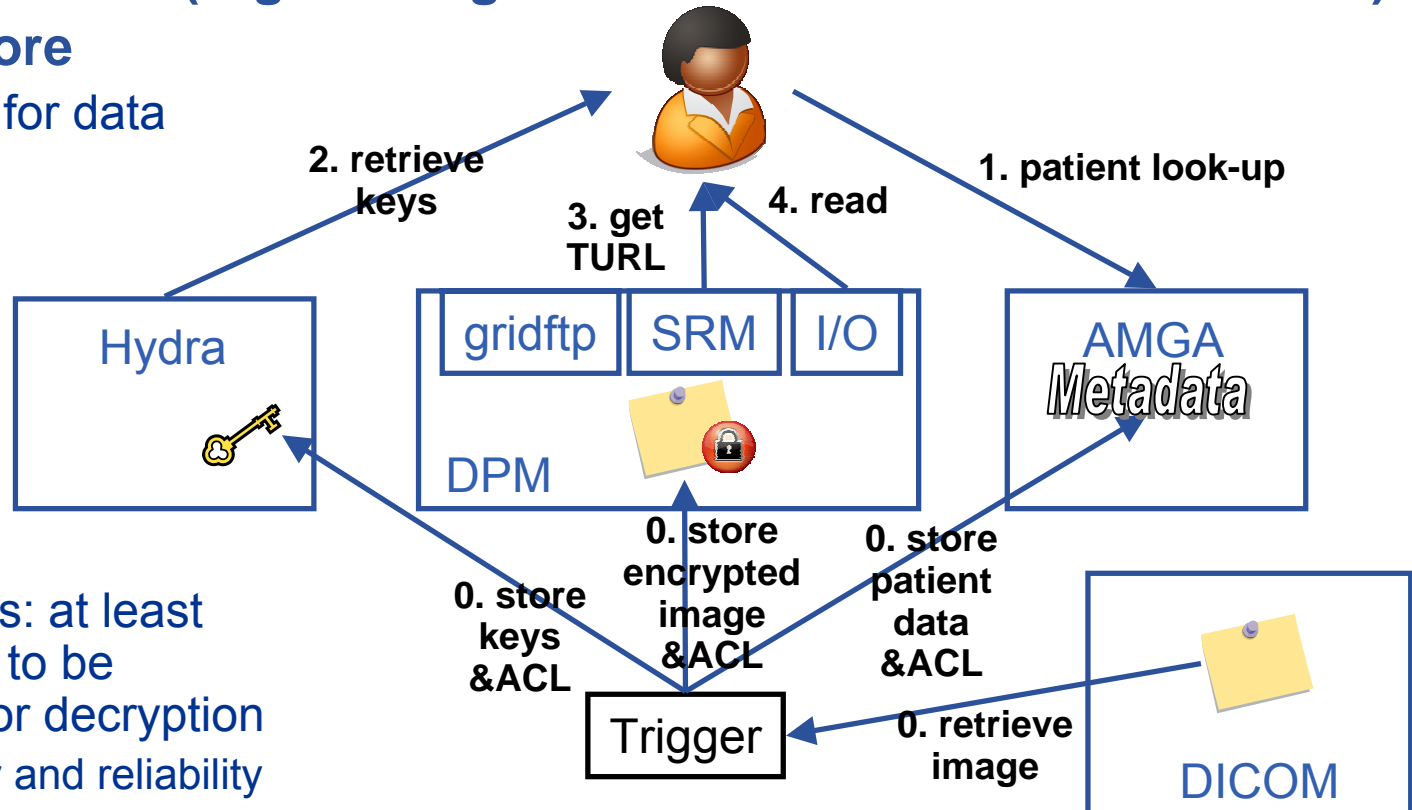 ore
for data
2. retrieve
keys
1. patient look-up
3. get
TURL
4. read
Hydra
gridftp
SRM
I/O
AMGA
Metadata
DPM
0. store
keys
&ACL
0. store
encrypted
image
&ACL
0. store
patient
data
&ACL
s: at least
to be
or decryption
y and reliability
Trigger
0. retrieve
image
DICOM